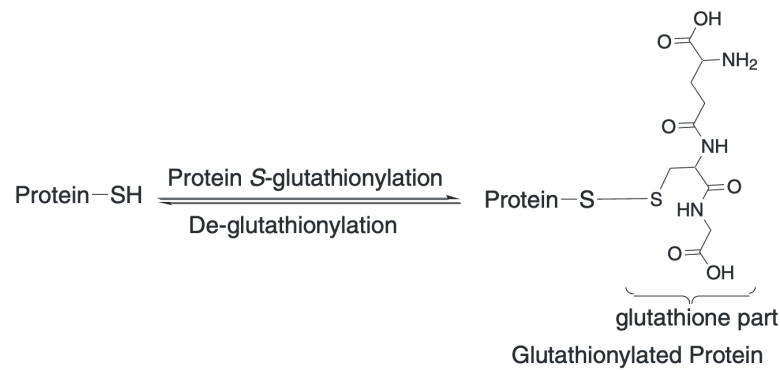 OH
O
NH2
O
NH
Protein S-glutathionylation
Protein–SH
Protein–S
S
O
HN
De-glutathionylation
O
OH
glutathione part
Glutathionylated Protein